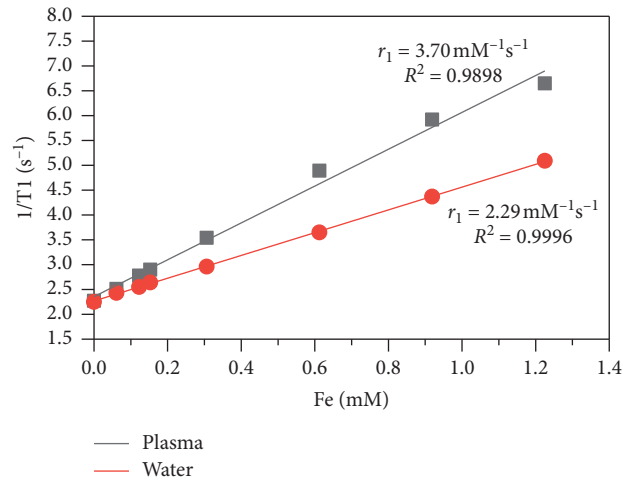 8.0
7.5
7.0
6.5
6.0
5.5
5.0
4.5
4.0
3.5
3.0
2.5
2.0
1.5
1/T1 (s⁻¹)
r₁ = 3.70 mM⁻¹s⁻¹
R² = 0.9898
r₁ = 2.29 mM⁻¹s⁻¹
R² = 0.9996
0.0 0.2 0.4 0.6 0.8 1.0 1.2 1.4
Fe (mM)
Plasma
Water